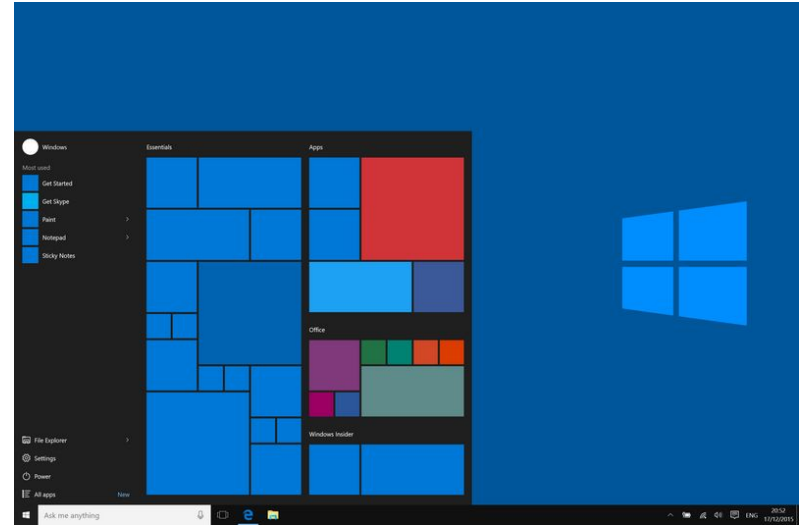 Windows
Most used
Get Started
Get Skype
Paint
Notepad
Sticky Notes
File Explorer
Settings
Power
All apps New
Essentials
Apps
Office
Windows Insider
Ask me anything
ENG
20:52
17/12/2015